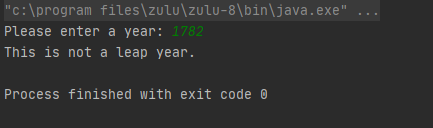 "c:\program files\zulu\zulu-8\bin\java.exe" ...
Please enter a year: 1782
This is not a leap year.
Process finished with exit code 0